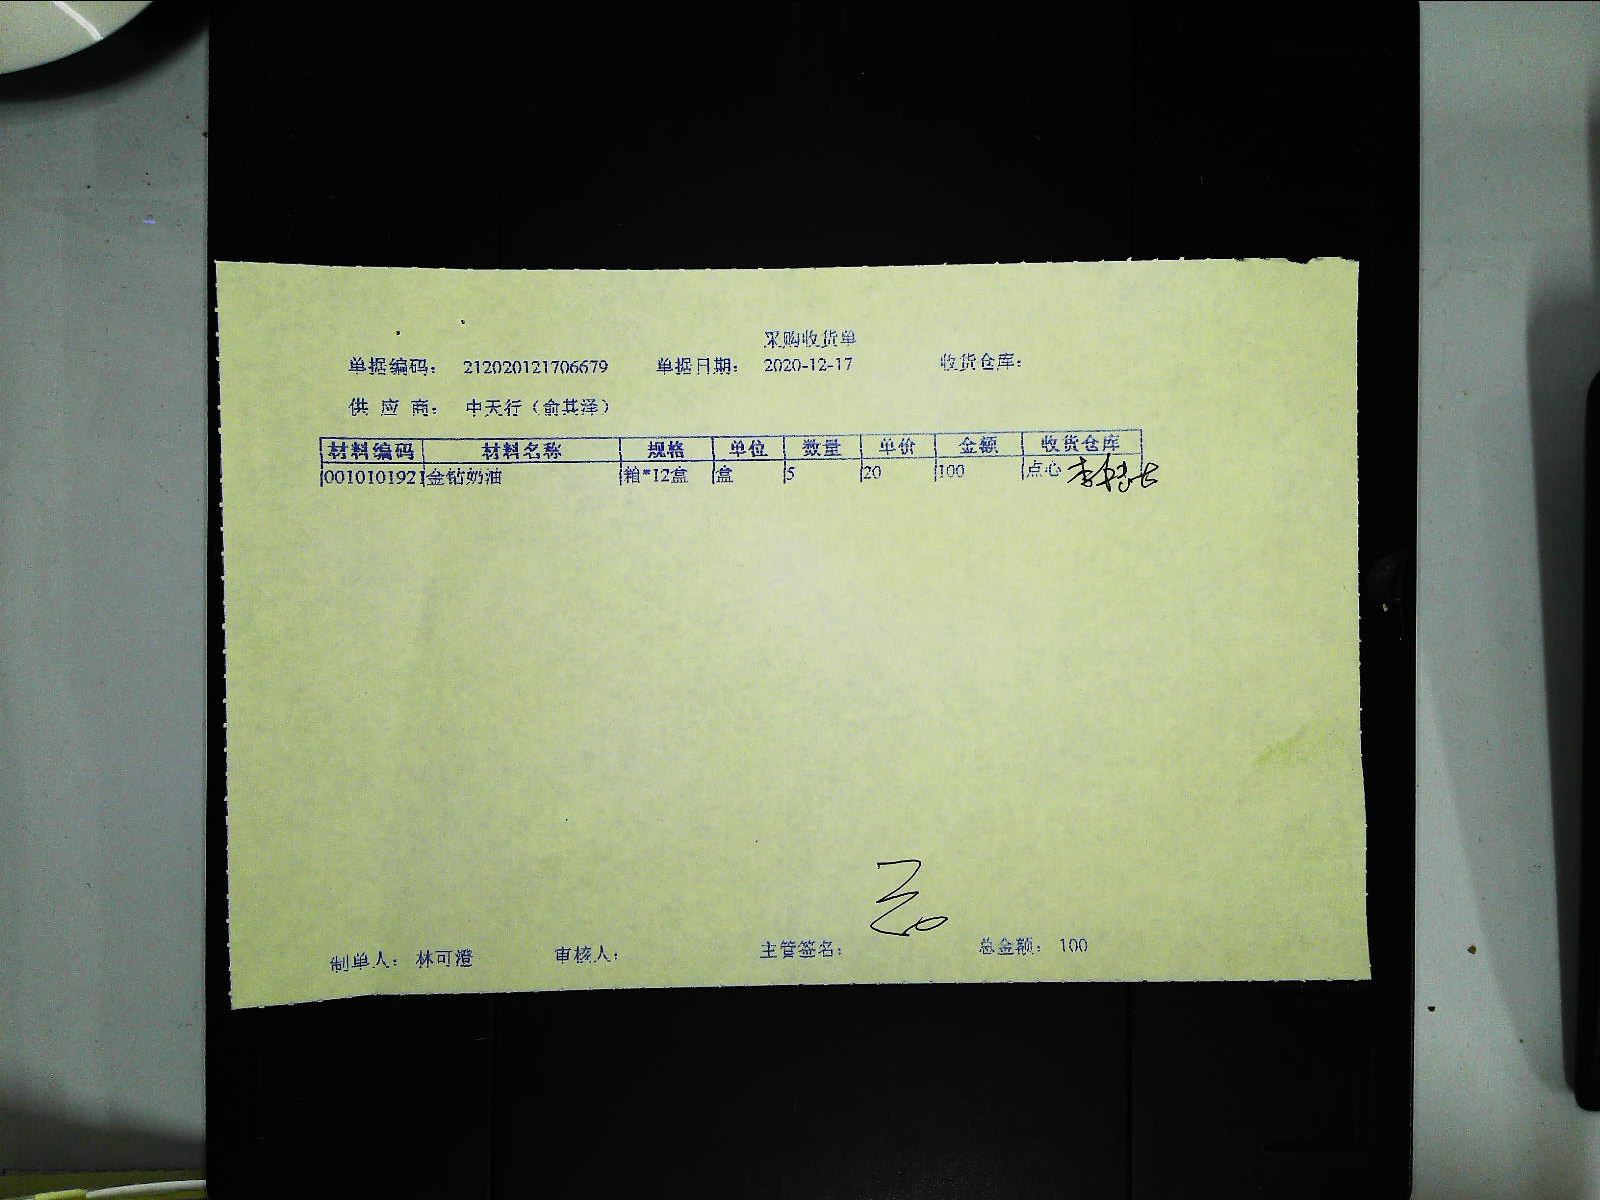 采购收货单
单据编码： 212020121706679 单据日期： 2020-12-17 收货仓库：
供 应 商： 中天行（俞其泽）
材料编码 材料名称 规格 单位 数量 单价 金额 收货仓库
0010101921 金钻奶油 箱*12盒 盒 5 20 100 点心
制单人： 林可澄 审核人： 主管签名： 总金额： 100